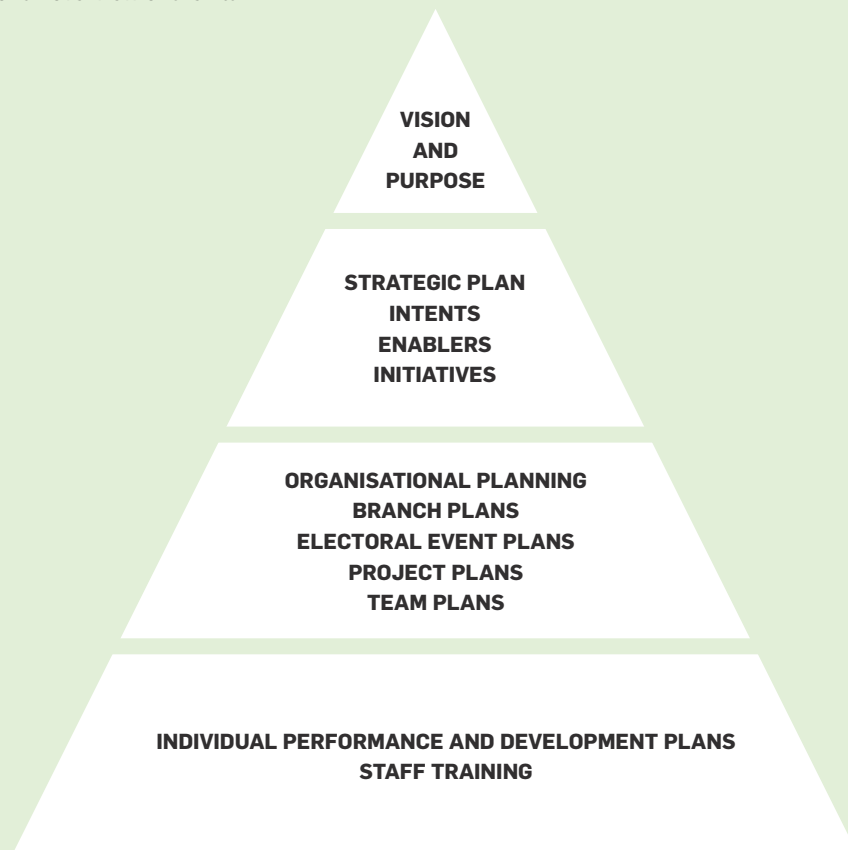 VISION
AND
PURPOSE
STRATEGIC PLAN
INTENTS
ENABLERS
INITIATIVES
ORGANISATIONAL PLANNING
BRANCH PLANS
ELECTORAL EVENT PLANS
PROJECT PLANS
TEAM PLANS
INDIVIDUAL PERFORMANCE AND DEVELOPMENT PLANS
STAFF TRAINING